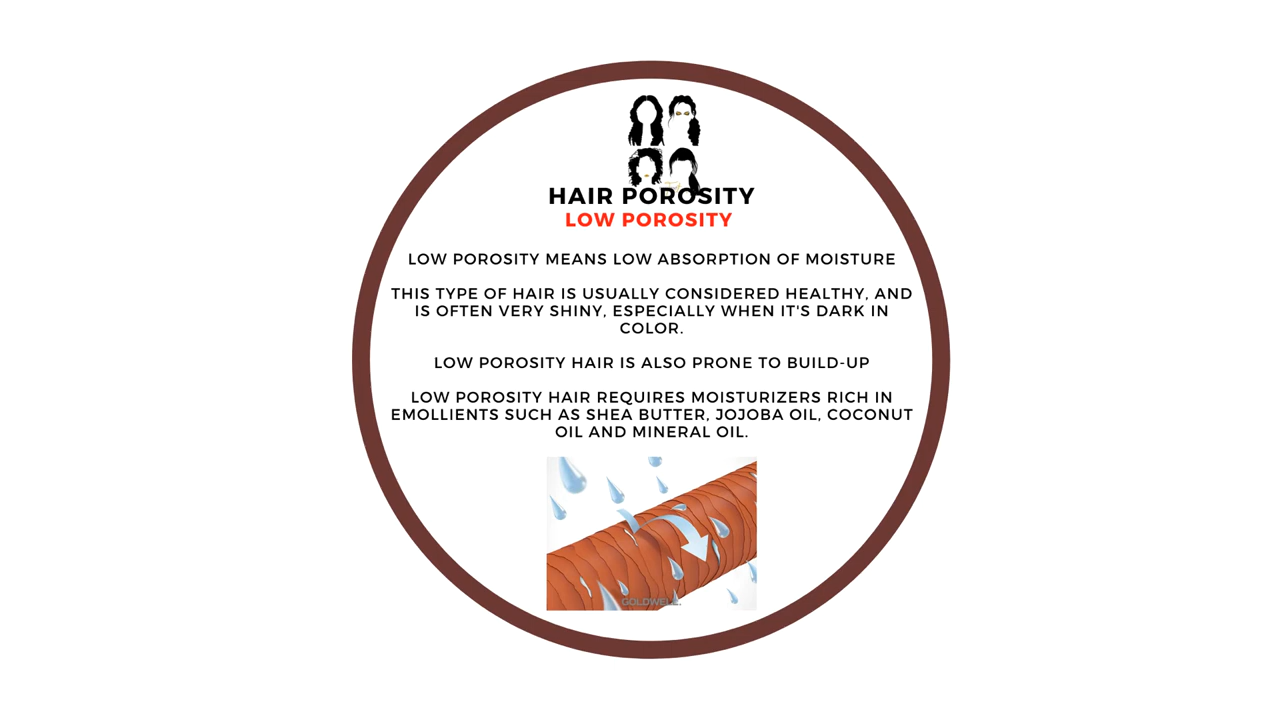 HAIR POROSITY
LOW POROSITY
LOW POROSITY MEANS LOW ABSORPTION OF MOISTURE
THIS TYPE OF HAIR IS USUALLY CONSIDERED HEALTHY, AND
IS OFTEN VERY SHINY, ESPECIALLY WHEN IT'S DARK IN
COLOR.
LOW POROSITY HAIR IS ALSO PRONE TO BUILD-UP
LOW POROSITY HAIR REQUIRES MOISTURIZERS RICH IN
EMOLLIENTS SUCH AS SHEA BUTTER, JOJOBA OIL, COCONUT
OIL AND MINERAL OIL.
GOLDWELL.